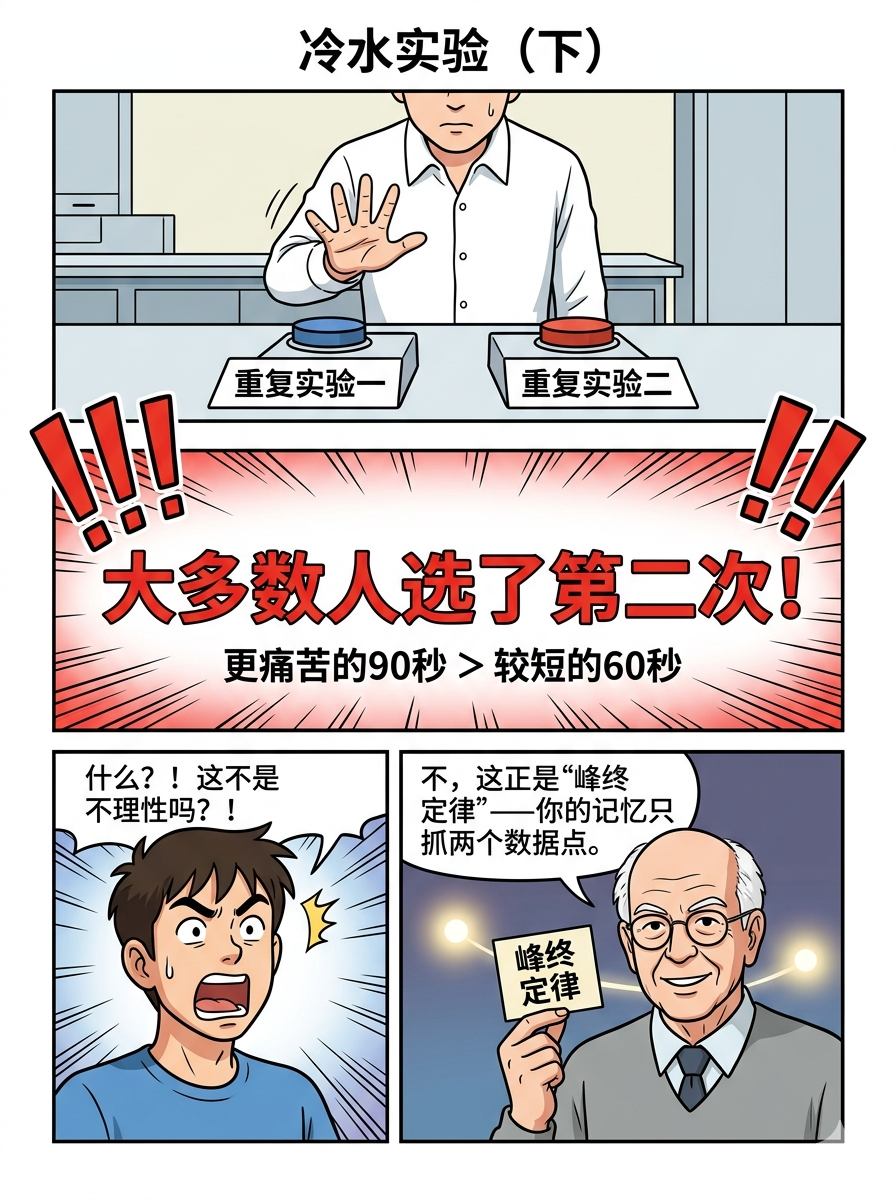 冷水实验（下）
重复实验一
重复实验二
!!!
!!
大多数人选了第二次！
更痛苦的90秒 > 较短的60秒
什么？！这不是
不理性吗？！
不，这正是“峰终
定律”——你的记忆只
抓两个数据点。
峰终
定律